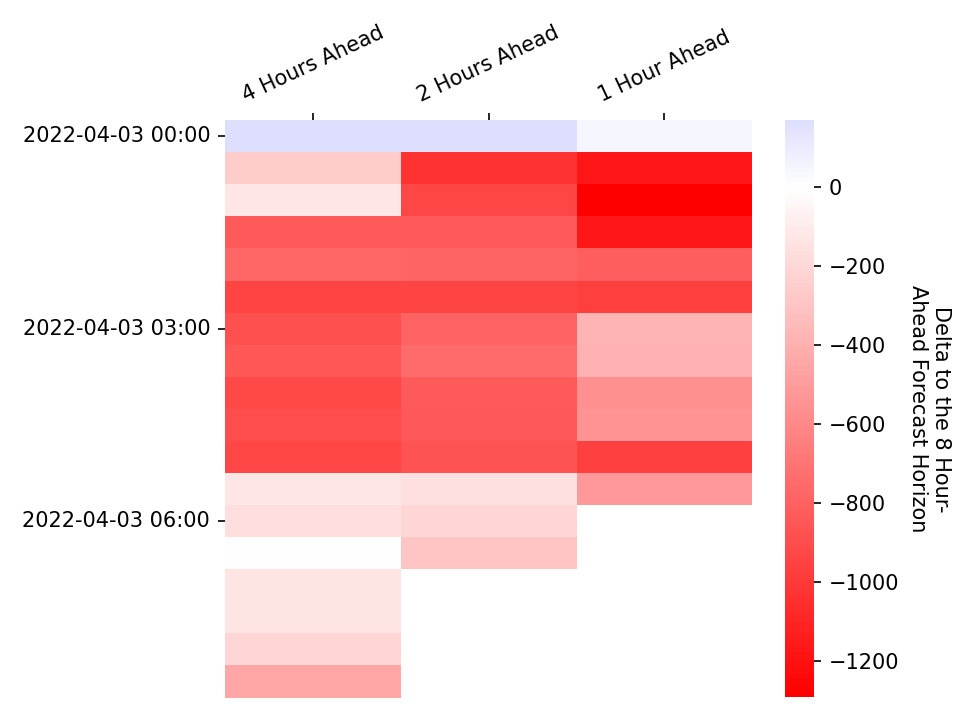 4 Hours Ahead
2 Hours Ahead
1 Hour Ahead
2022-04-03 00:00
2022-04-03 03:00
2022-04-03 06:00
0
−200
−400
−600
−800
−1000
−1200
Delta to the 8 Hour-
Ahead Forecast Horizon